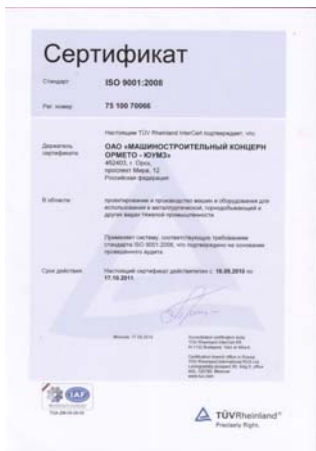 Сертификат
Стандарт ISO 9001:2008
Рег. номер 75 100 70066
Настоящим TÜV Rheinland InterCert подтверждает, что
Держатель сертификата: ОАО «МАШИНОСТРОИТЕЛЬНЫЙ КОНЦЕРН
ОРМЕТО - ЮУМЗ»
462403, г. Орск,
проспект Мира, 12
Российская федерация
В области: проектирование и производство машин и оборудования для
использования в металлургической, горнодобывающей и
других видах тяжелой промышленности
Применяет систему, соответствующую требованиям
стандарта ISO 9001:2008, что подтверждено на основании
проведенного аудита.
Срок действия: Настоящий сертификат действителен с 16.09.2010 по
17.10.2011.
IAF
TÜVRheinland®
Precisely Right.